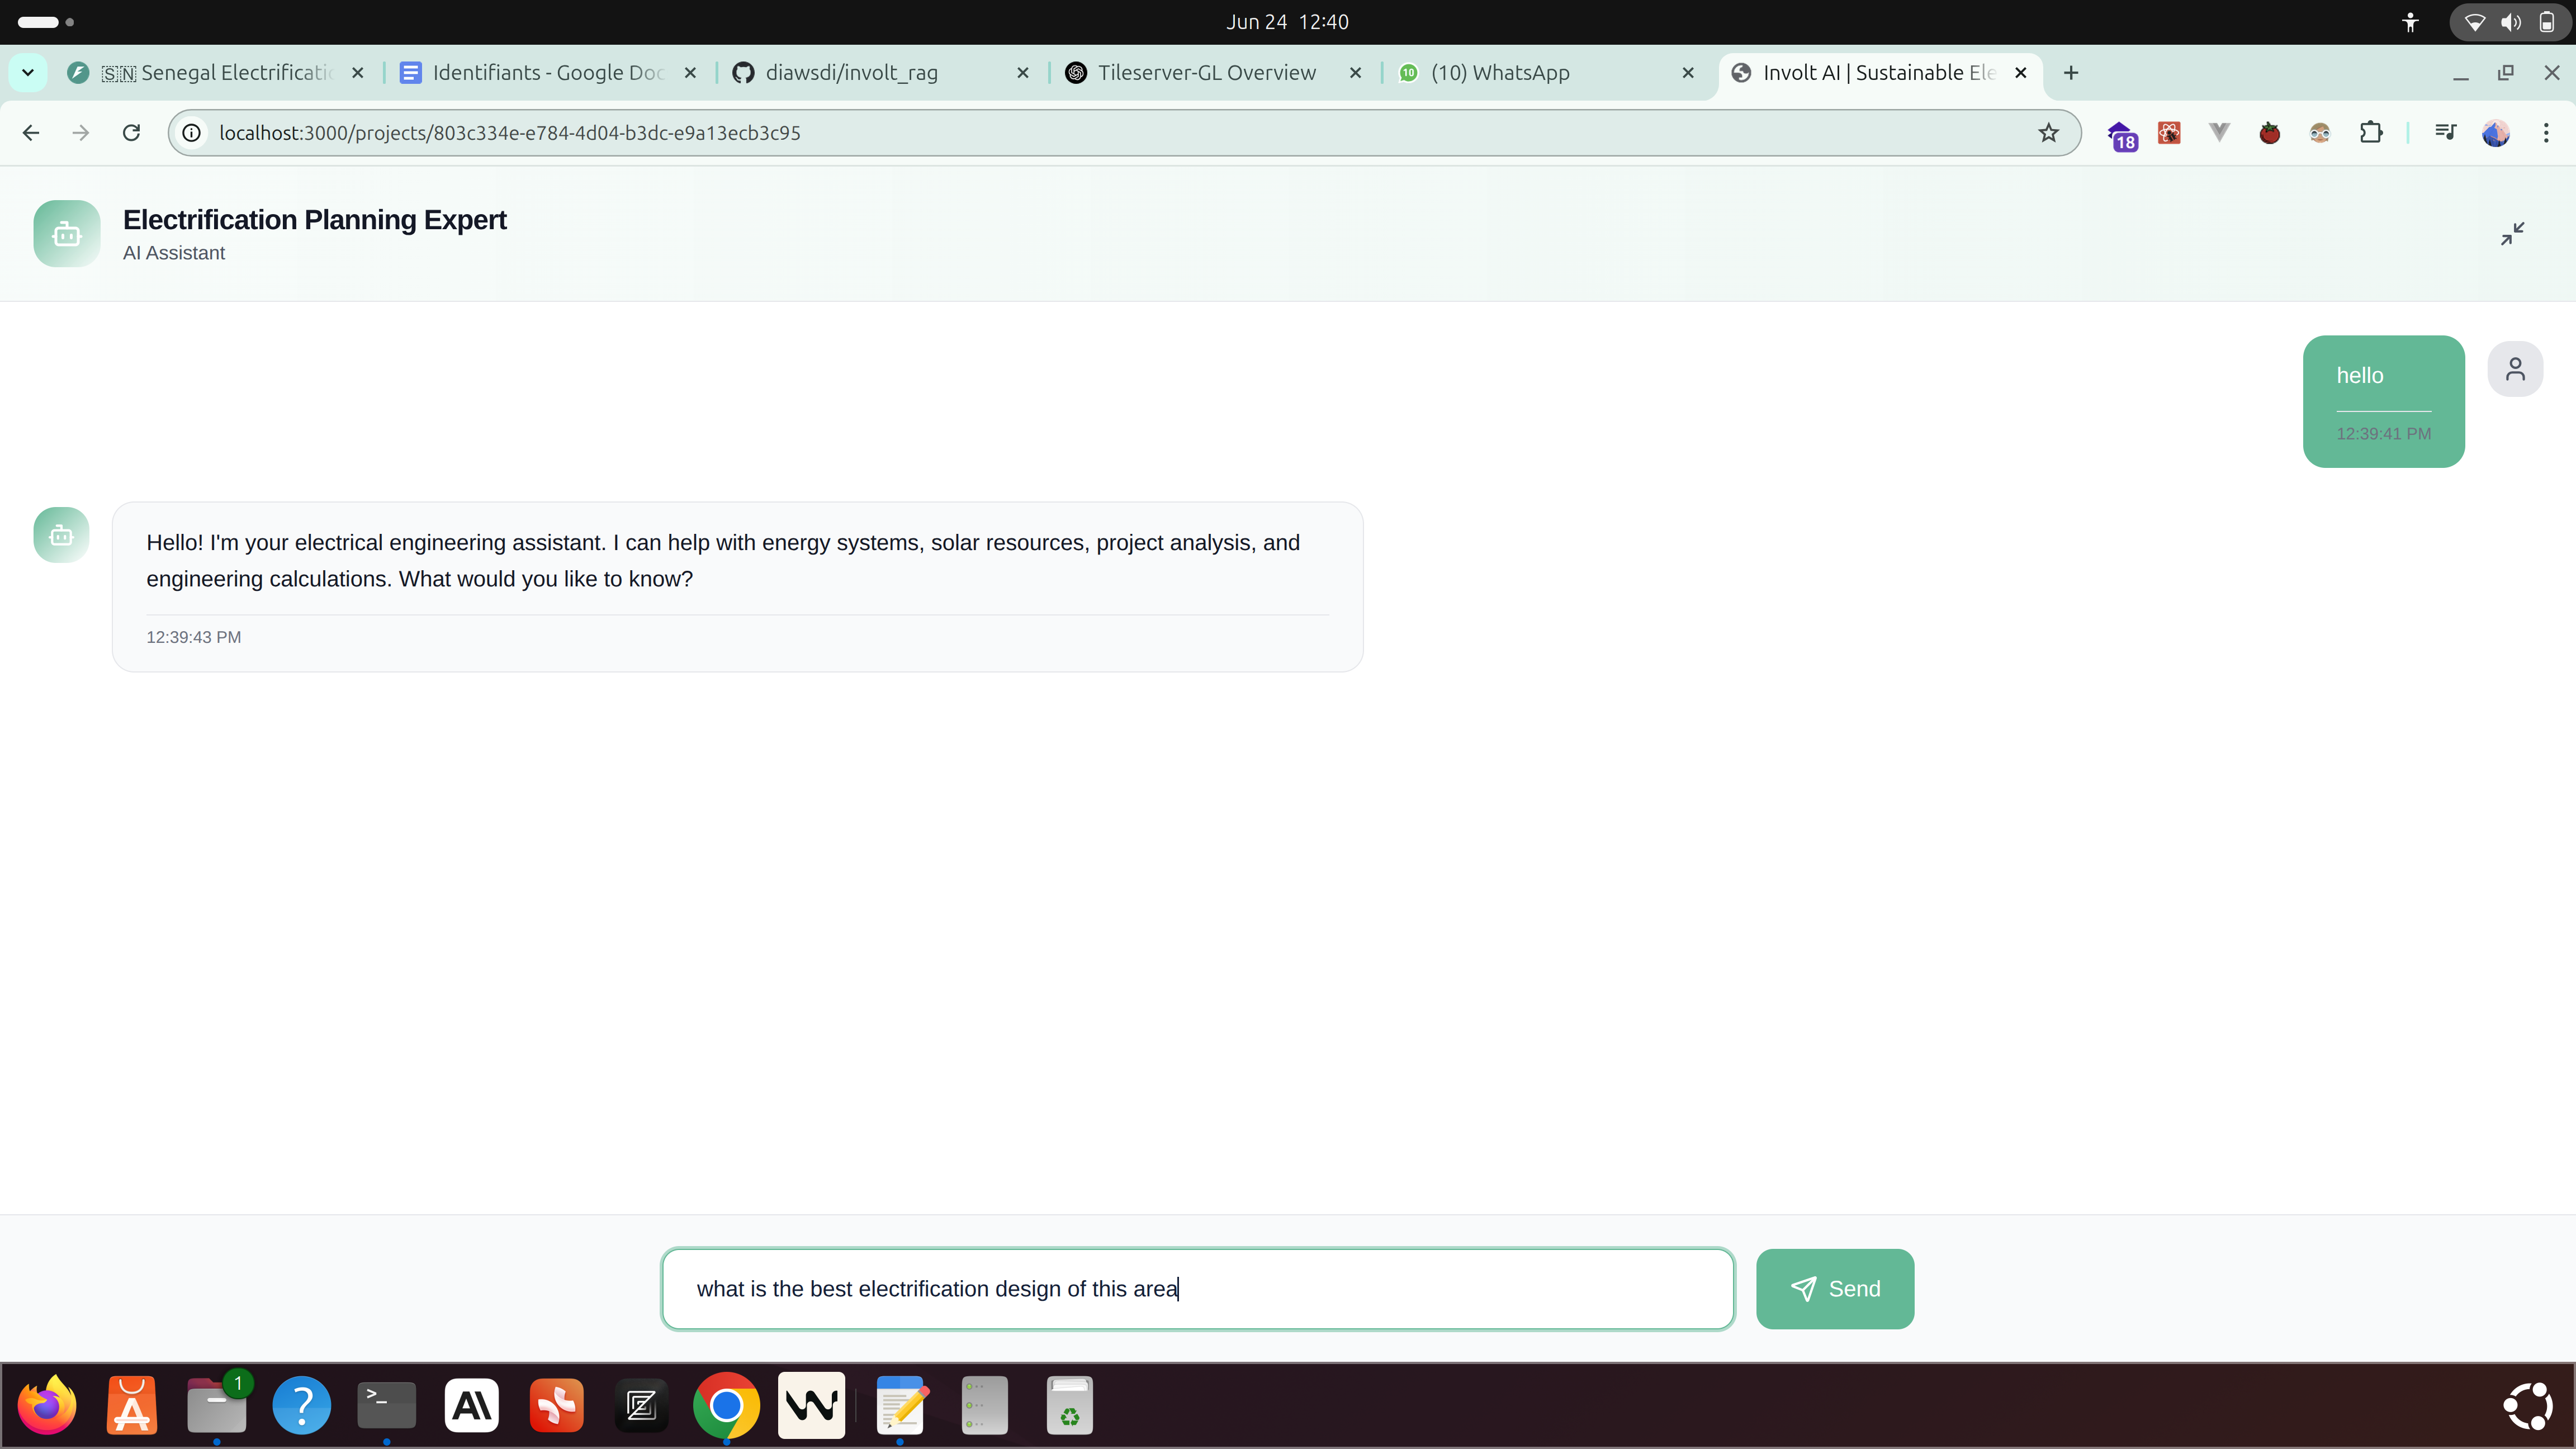 Jun 24 12:40
🇸🇳 Senegal Electrificatio
Identifiants - Google Doc
diawsdi/involt_rag
Tileserver-GL Overview
10
(10) WhatsApp
Involt AI | Sustainable Ele
localhost:3000/projects/803c334e-e784-4d04-b3dc-e9a13ecb3c95
18
Electrification Planning Expert
AI Assistant
hello
12:39:41 PM
Hello! I'm your electrical engineering assistant. I can help with energy systems, solar resources, project analysis, and
engineering calculations. What would you like to know?
12:39:43 PM
what is the best electrification design of this area
Send
1